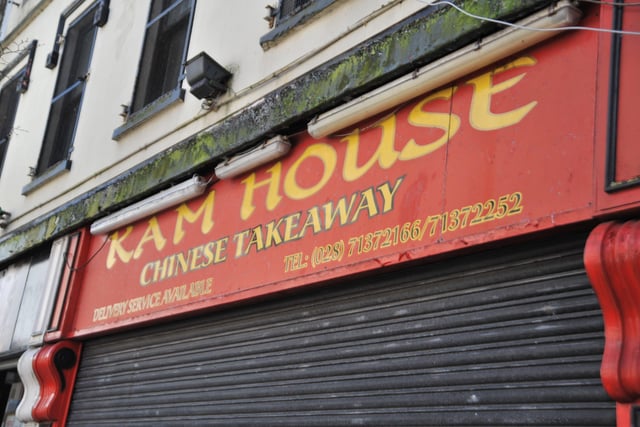 KAM HOUSE
CHINESE TAKEAWAY
DELIVERY SERVICE AVAILABLE
TEL: (028) 71372166/71372252